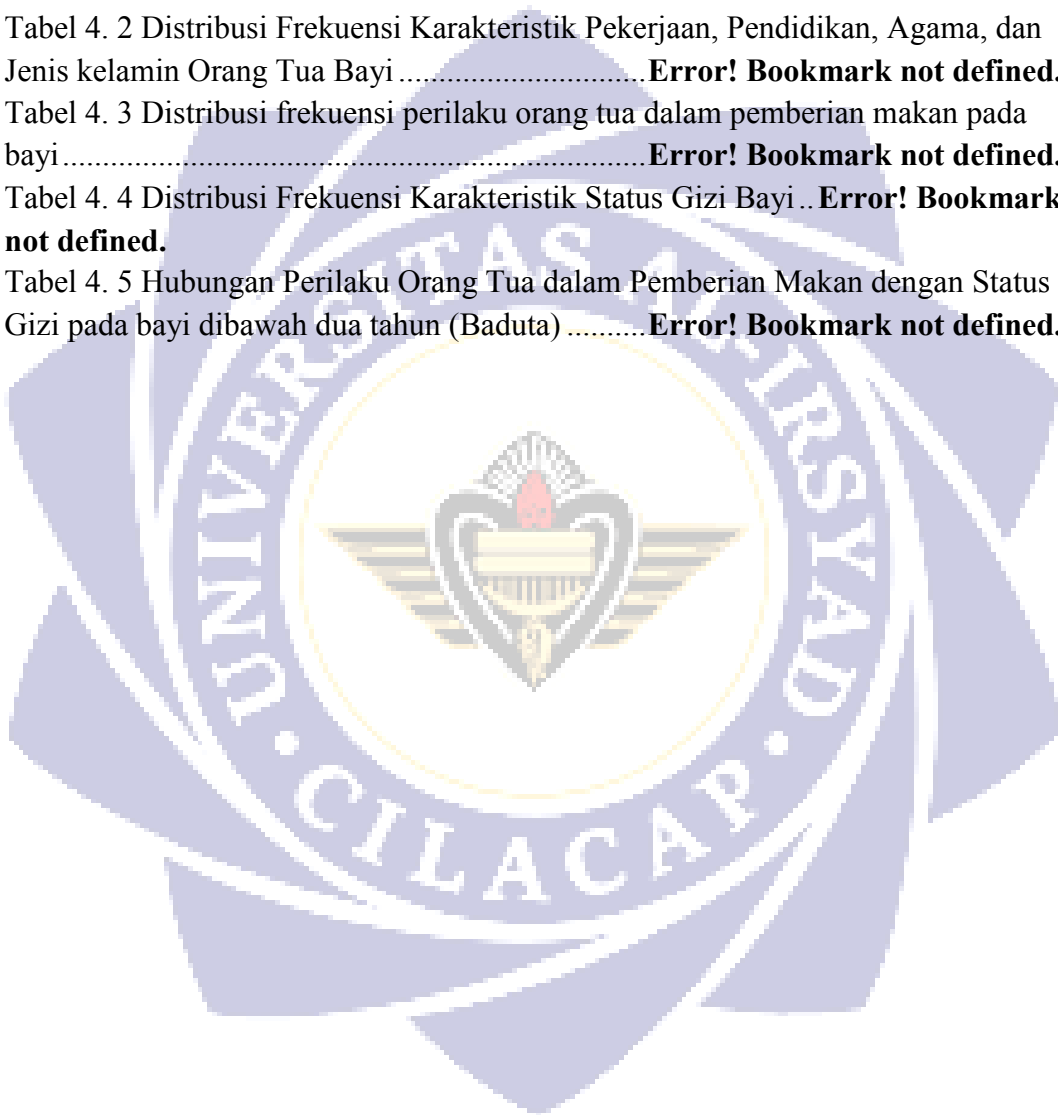 Tabel 4. 2 Distribusi Frekuensi Karakteristik Pekerjaan, Pendidikan, Agama, dan
Jenis kelamin Orang Tua Bayi ............................... Error! Bookmark not defined.
Tabel 4. 3 Distribusi frekuensi perilaku orang tua dalam pemberian makan pada
bayi .......................................................................... Error! Bookmark not defined.
Tabel 4. 4 Distribusi Frekuensi Karakteristik Status Gizi Bayi .. Error! Bookmark
not defined.
Tabel 4. 5 Hubungan Perilaku Orang Tua dalam Pemberian Makan dengan Status
Gizi pada bayi dibawah dua tahun (Baduta) .......... Error! Bookmark not defined.
UNIVERSITAS AL-IRSYAD
CILACAP